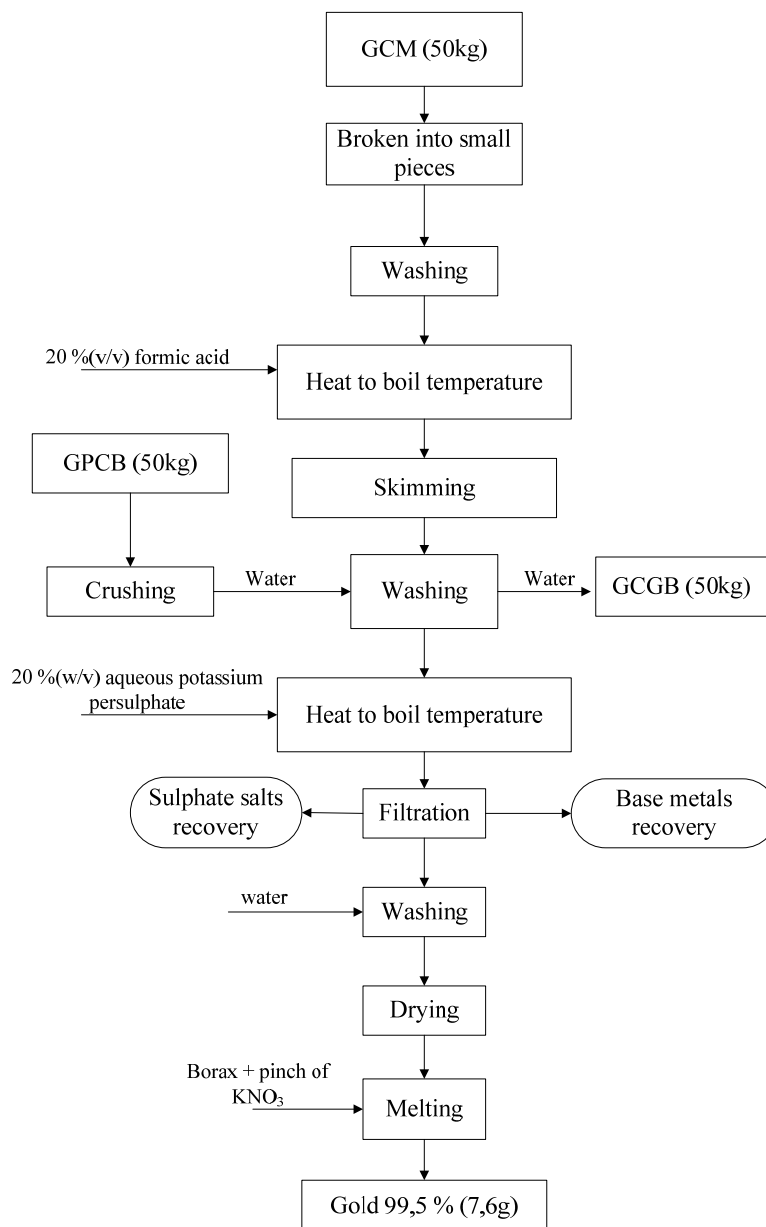 GCM (50kg)
Broken into small
pieces
Washing
20 %(v/v) formic acid
Heat to boil temperature
GPCB (50kg)
Skimming
Crushing
Water
Washing
Water
GCGB (50kg)
20 %(w/v) aqueous potassium
persulphate
Heat to boil temperature
Sulphate salts
recovery
Filtration
Base metals
recovery
water
Washing
Drying
Borax + pinch of
KNO₃
Melting
Gold 99,5 % (7,6g)